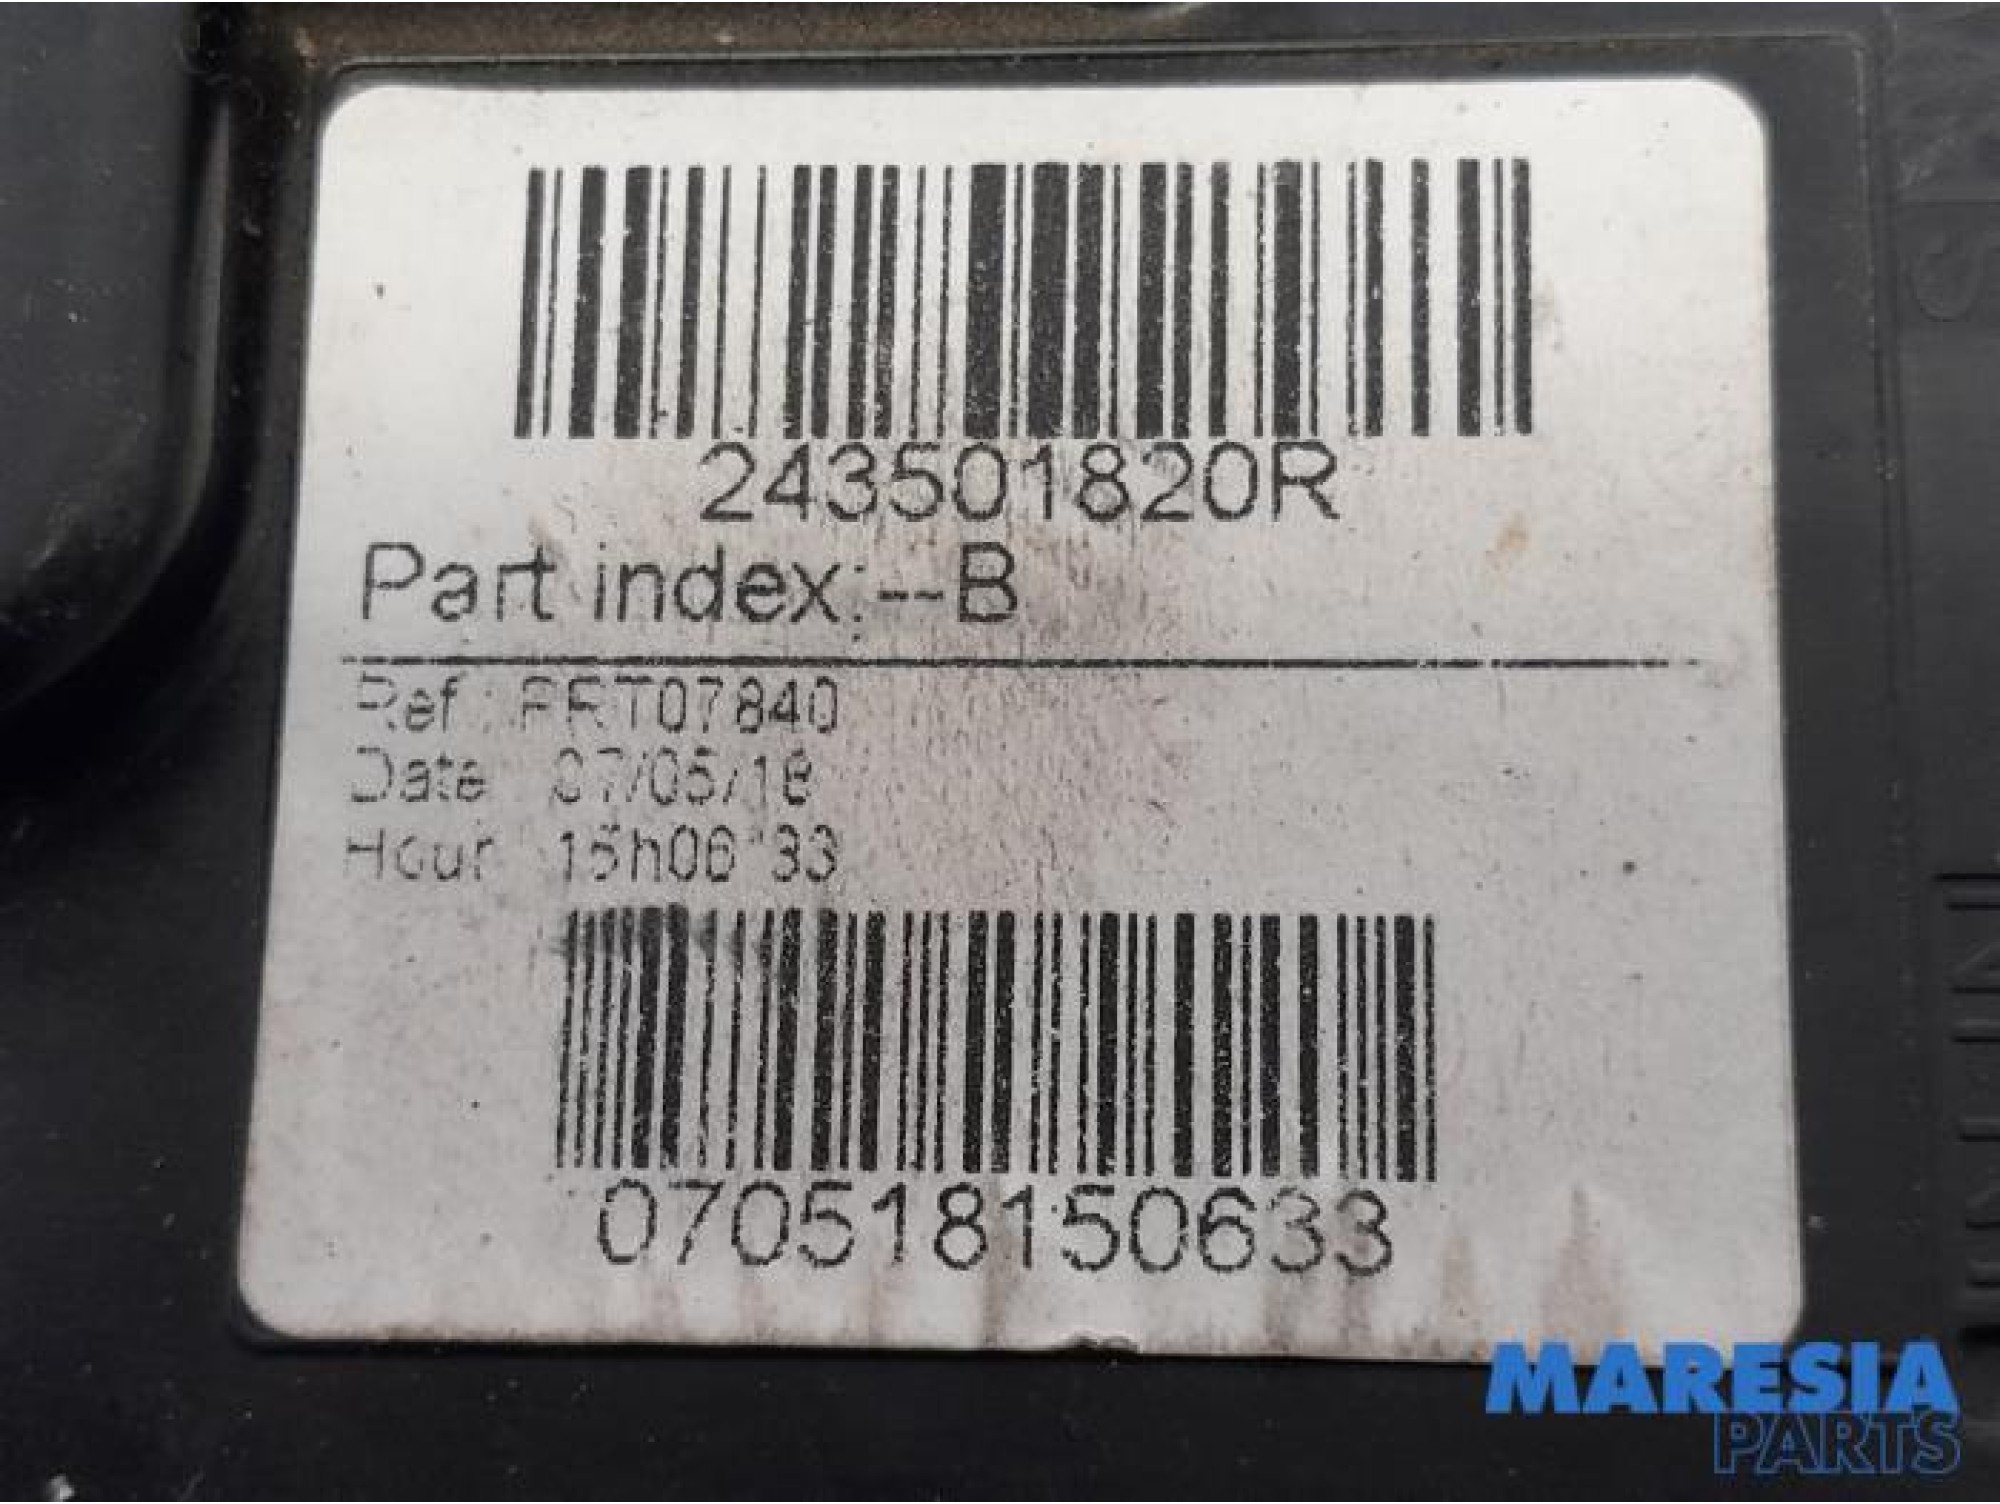 243501820R
Part index:--B
Ref : PRT07840
Date : 07/05/18
Hour : 15h06'33
070518150633
MARESIA
PARTS